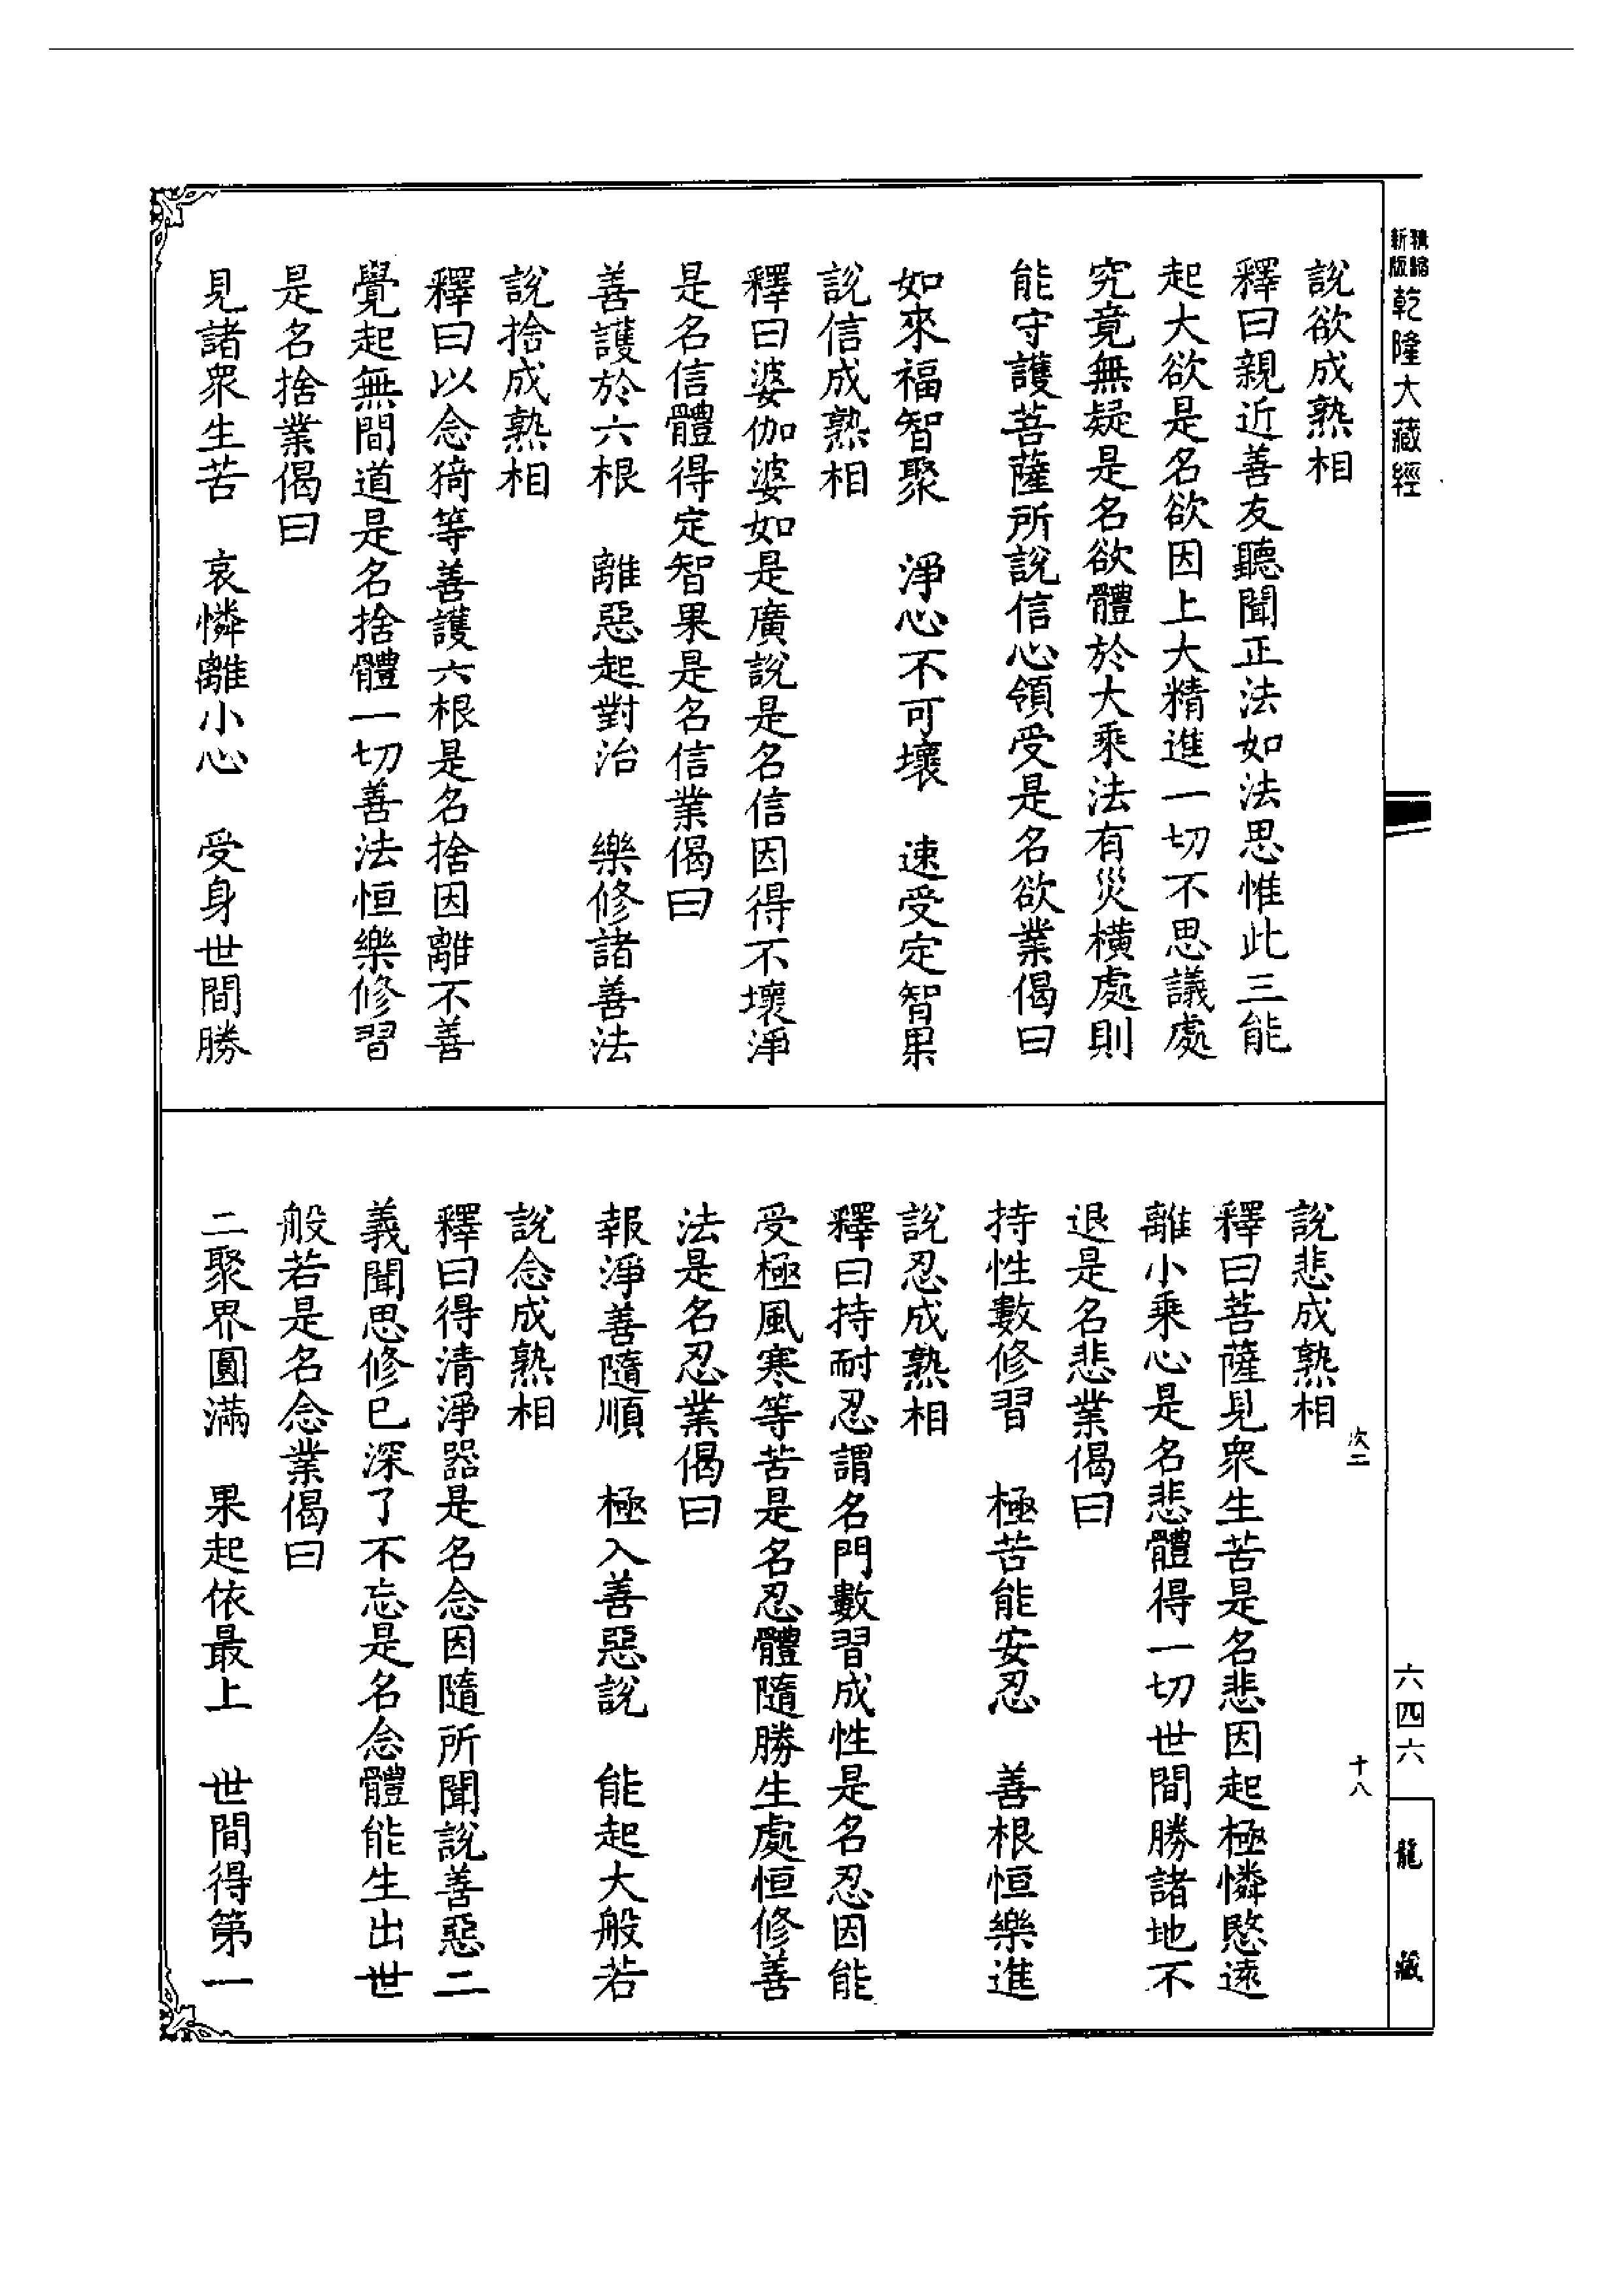 精縮新版乾隆大藏經
說欲成熟相
釋曰親近善友聽聞正法如法思惟此三能
起大欲是名欲因上大精進一切不思議處
究竟無疑是名欲體於大乘法有災橫處則
能守護菩薩所說信心領受是名欲業偈曰
如來福智聚　淨心不可壞　速受定智果
說信成熟相
釋曰婆伽婆如是廣說是名信因得不壞淨
是名信體得定智果是名信業偈曰
善護於六根　離惡起對治　樂修諸善法
說捨成熟相
釋曰以念猗等善護六根是名捨因離不善
覺起無間道是名捨體一切善法恒樂修習
是名捨業偈曰
見諸眾生苦　哀憐離小心　受身世間勝
說悲成熟相
釋曰菩薩見眾生苦是名悲因起極憐愍遠
離小乘心是名悲體得一切世間勝諸地不
退是名悲業偈曰
持性數修習　極苦能安忍　善根恒樂進
說忍成熟相
釋曰持耐忍謂名門數習成性是名忍因能
受極風寒等苦是名忍體隨勝生處恒修善
法是名忍業偈曰
報淨善隨順　極入善惡說　能起大般若
說念成熟相
釋曰得清淨器是名念因隨所聞說善惡二
義聞思修已深了不忘是名念體能生出世
般若是名念業偈曰
二聚界圓滿　果起依最上　世間得第一
次二
十八
六四六
龍藏